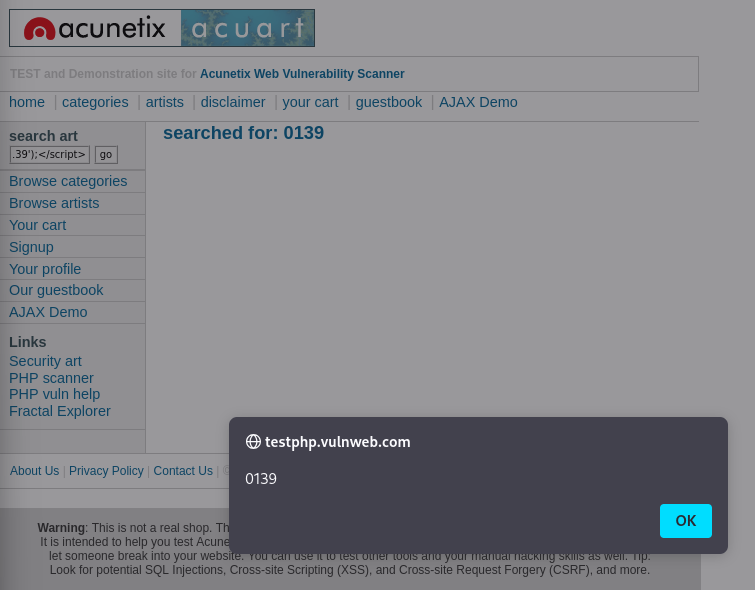 acunetix acuart
TEST and Demonstration site for Acunetix Web Vulnerability Scanner
home | categories | artists | disclaimer | your cart | guestbook | AJAX Demo
search art
.39');</script> go
Browse categories
Browse artists
Your cart
Signup
Your profile
Our guestbook
AJAX Demo
Links
Security art
PHP scanner
PHP vuln help
Fractal Explorer
searched for: 0139
testphp.vulnweb.com
0139
OK
About Us | Privacy Policy | Contact Us |
Warning: This is not a real shop.
It is intended to help you test
let someone break into your website. You can use it to test other tools and your manual hacking skills as well. Tip:
Look for potential SQL Injections, Cross-site Scripting (XSS), and Cross-site Request Forgery (CSRF), and more.